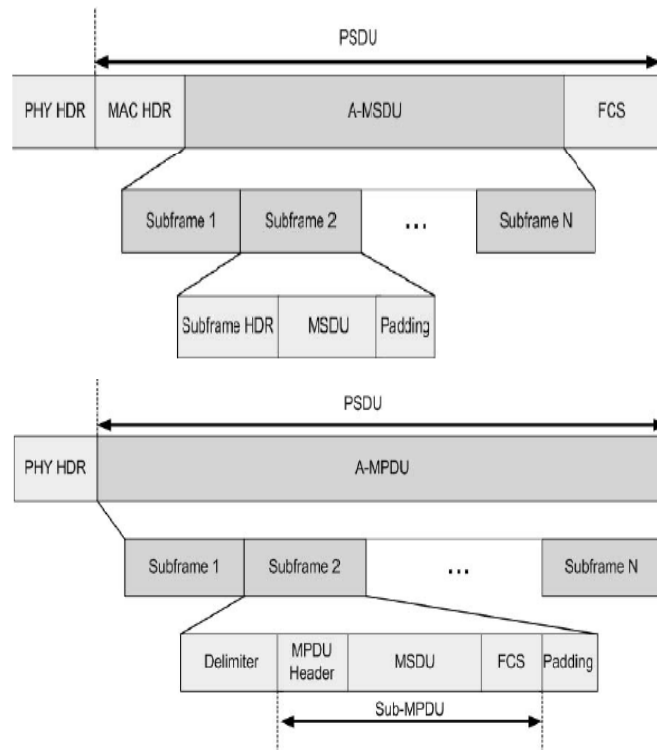 PSDU
PHY HDR MAC HDR A-MSDU FCS
Subframe 1 Subframe 2 ... Subframe N
Subframe HDR MSDU Padding
PSDU
PHY HDR A-MPDU
Subframe 1 Subframe 2 ... Subframe N
Delimiter MPDU Header MSDU FCS Padding
Sub-MPDU